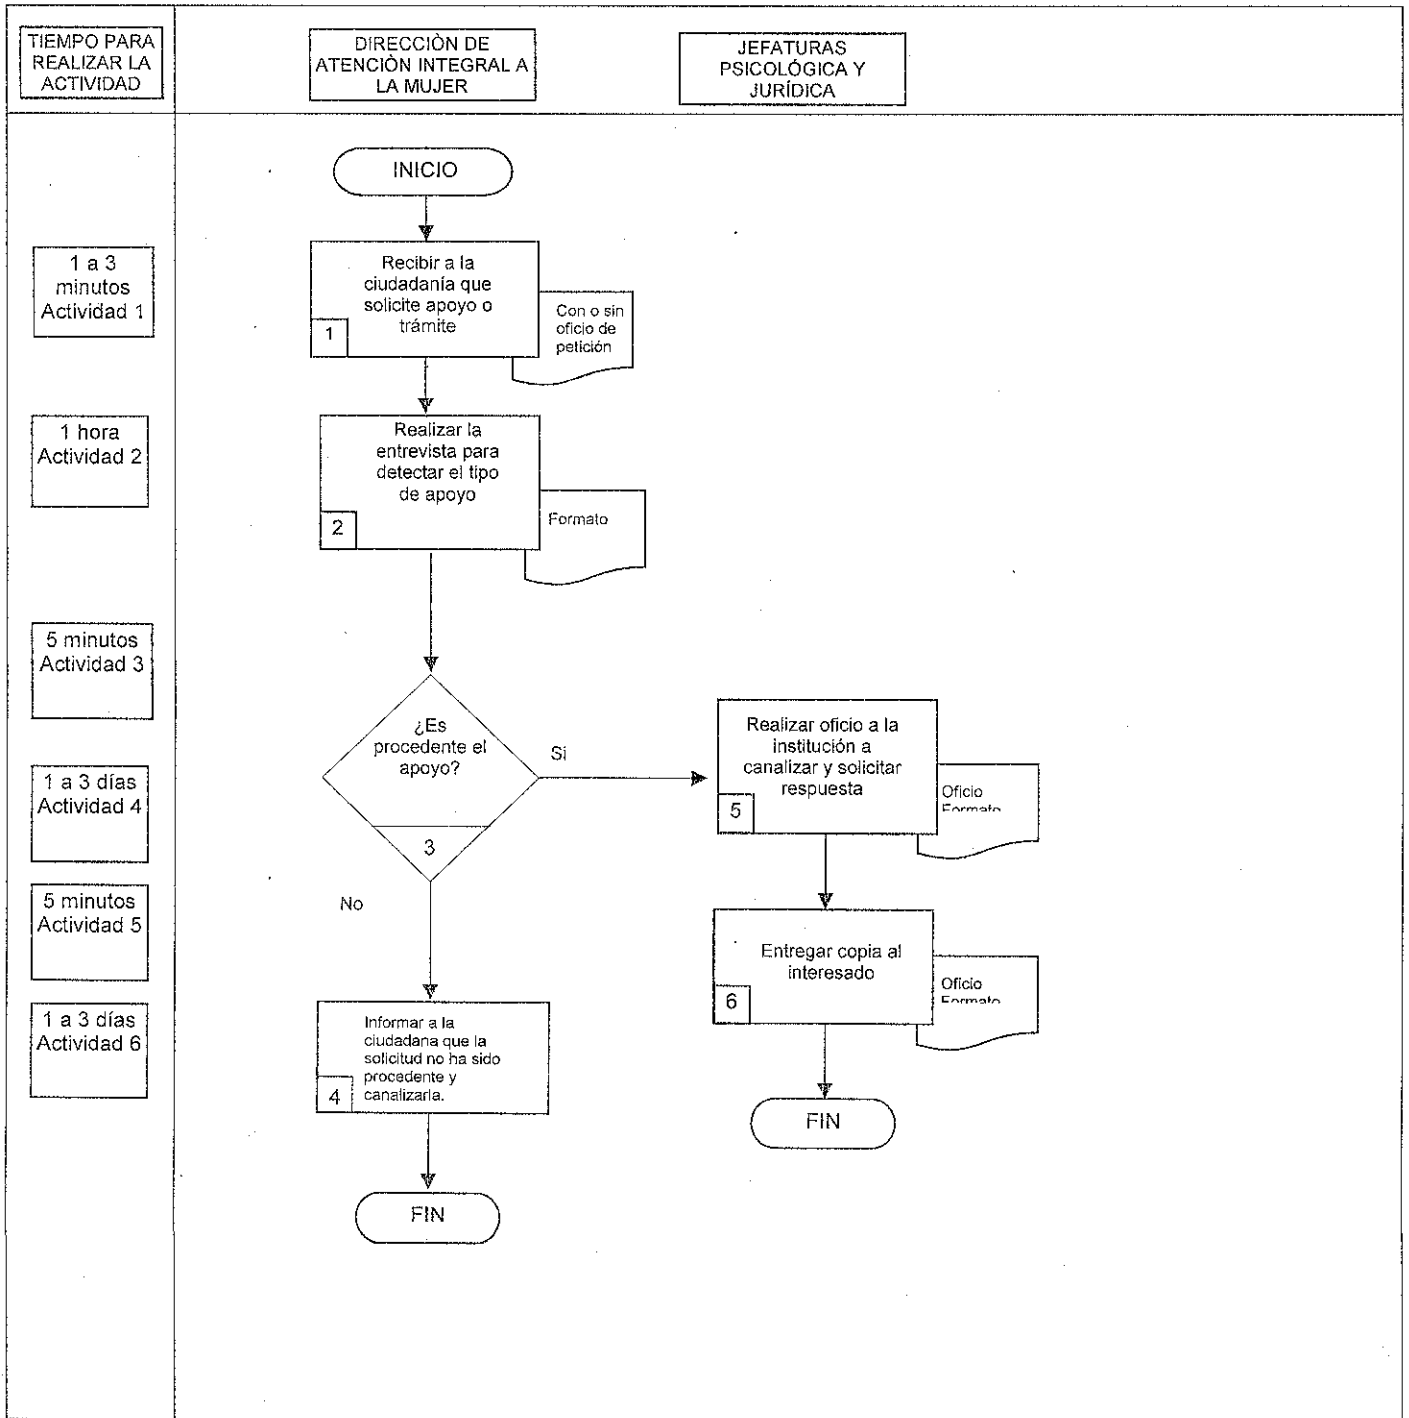 TIEMPO PARA
REALIZAR LA
ACTIVIDAD
DIRECCIÒN DE
ATENCIÒN INTEGRAL A
LA MUJER
JEFATURAS
PSICOLÓGICA Y
JURÍDICA
INICIO
1 a 3
minutos
Actividad 1
Recibir a la
ciudadanía que
solicite apoyo o
trámite
1
Con o sin
oficio de
petición
1 hora
Actividad 2
Realizar la
entrevista para
detectar el tipo
de apoyo
2
Formato
5 minutos
Actividad 3
¿Es
procedente el
apoyo?
3
Si
No
1 a 3 días
Actividad 4
Realizar oficio a la
institución a
canalizar y solicitar
respuesta
5
Oficio
Formato
5 minutos
Actividad 5
Entregar copia al
interesado
6
Oficio
Formato
1 a 3 días
Actividad 6
Informar a la
ciudadana que la
solicitud no ha sido
procedente y
canalizarla.
4
FIN
FIN